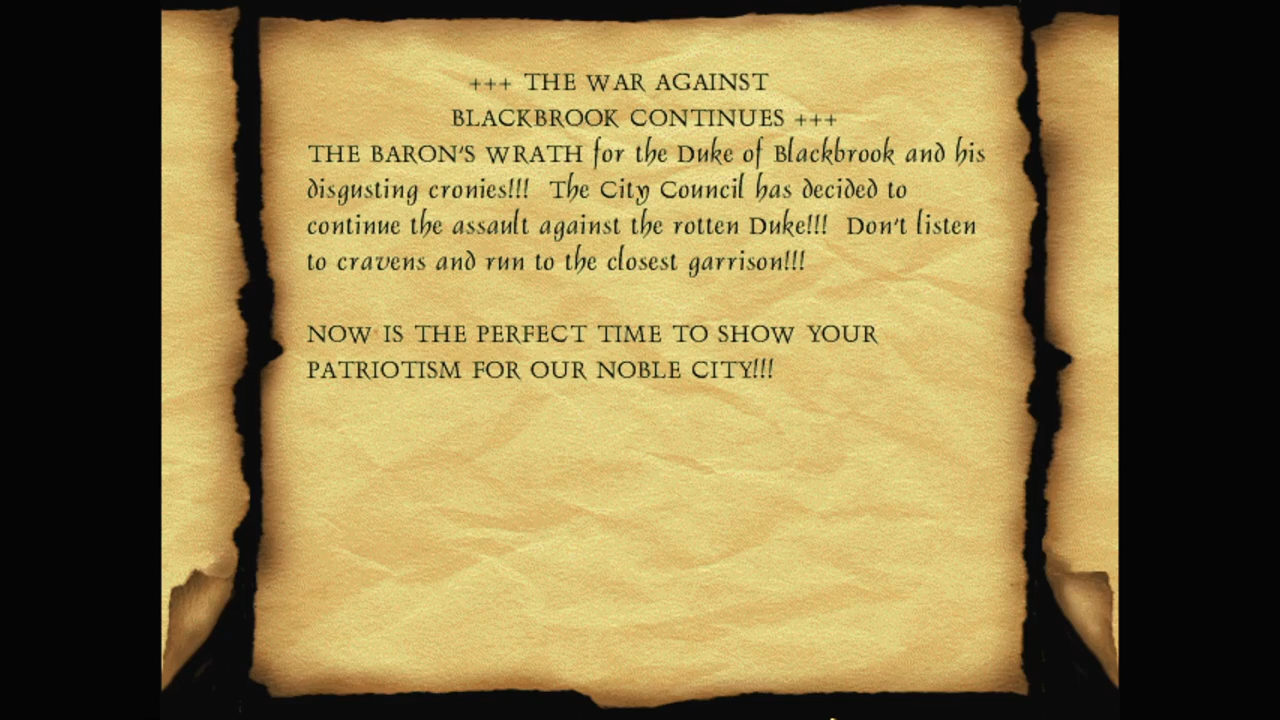 +++ THE WAR AGAINST
BLACKBROOK CONTINUES +++
THE BARON'S WRATH for the Duke of Blackbrook and his
disgusting cronies!!! The City Council has decided to
continue the assault against the rotten Duke!!! Don't listen
to cravens and run to the closest garrison!!!
NOW IS THE PERFECT TIME TO SHOW YOUR
PATRIOTISM FOR OUR NOBLE CITY!!!